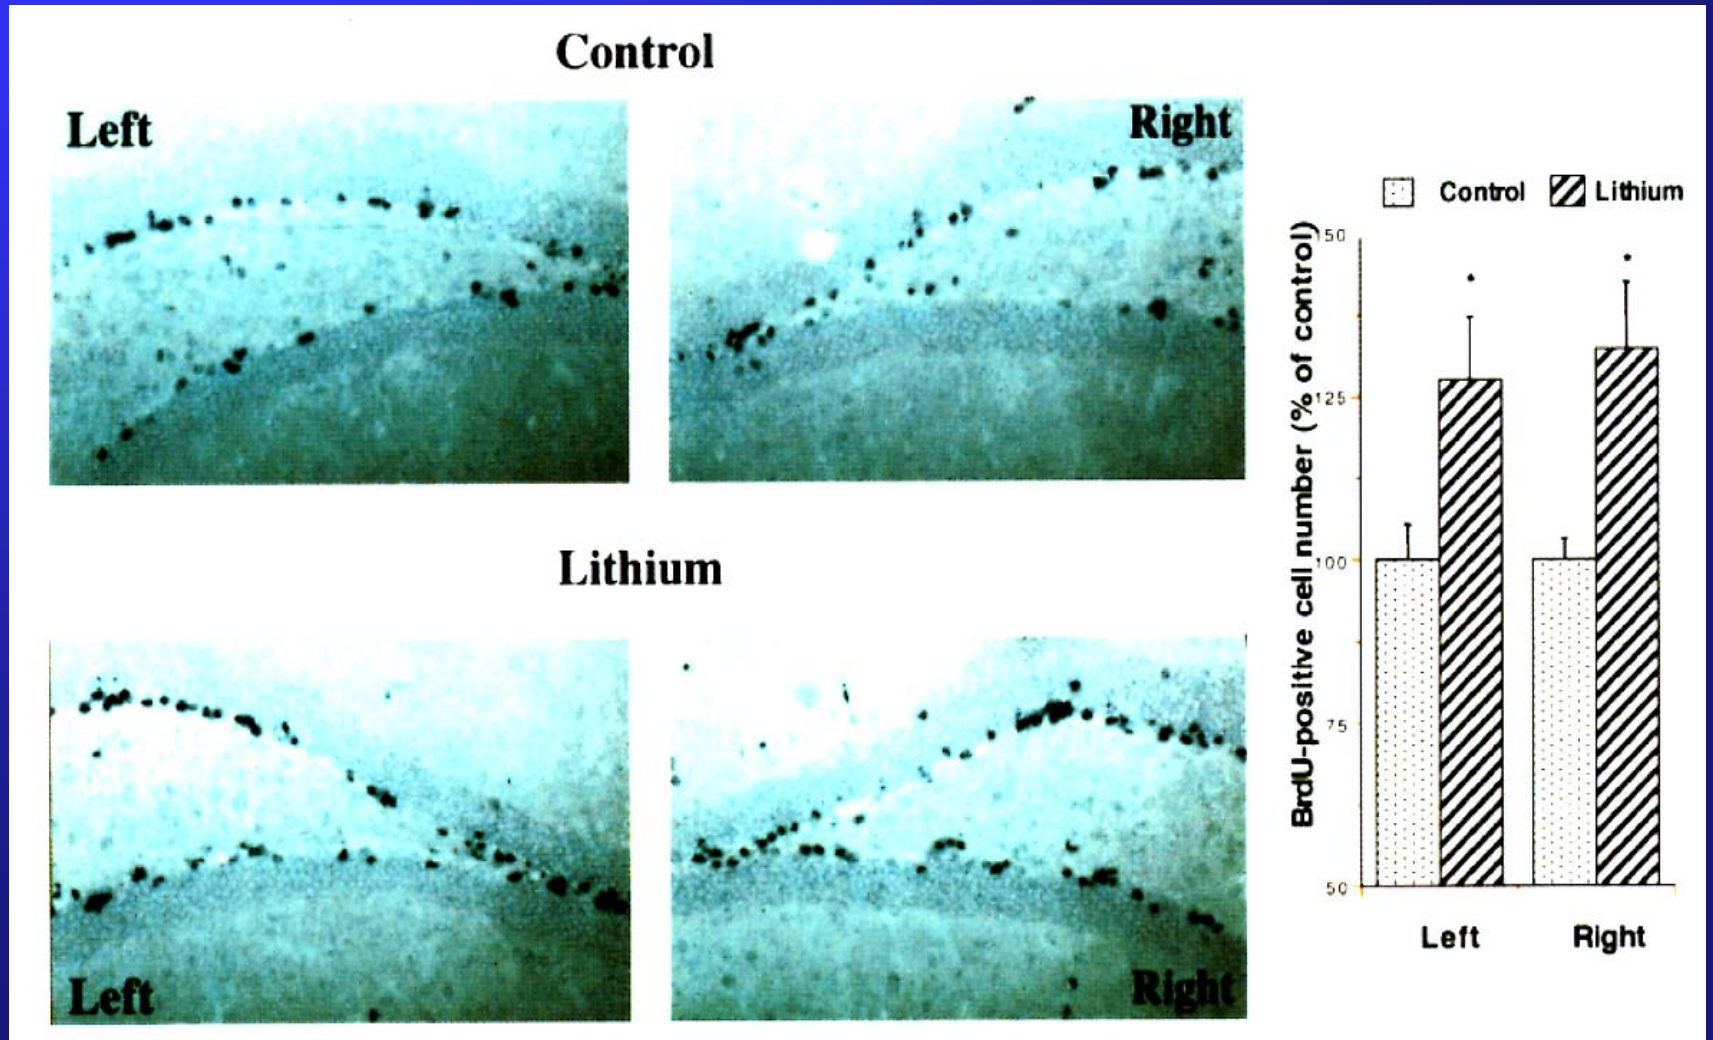 Control
Left
Right
Lithium
Left
Right
Control
Lithium
BrdU-positive cell number (% of control)
150
125
100
75
50
Left
Right